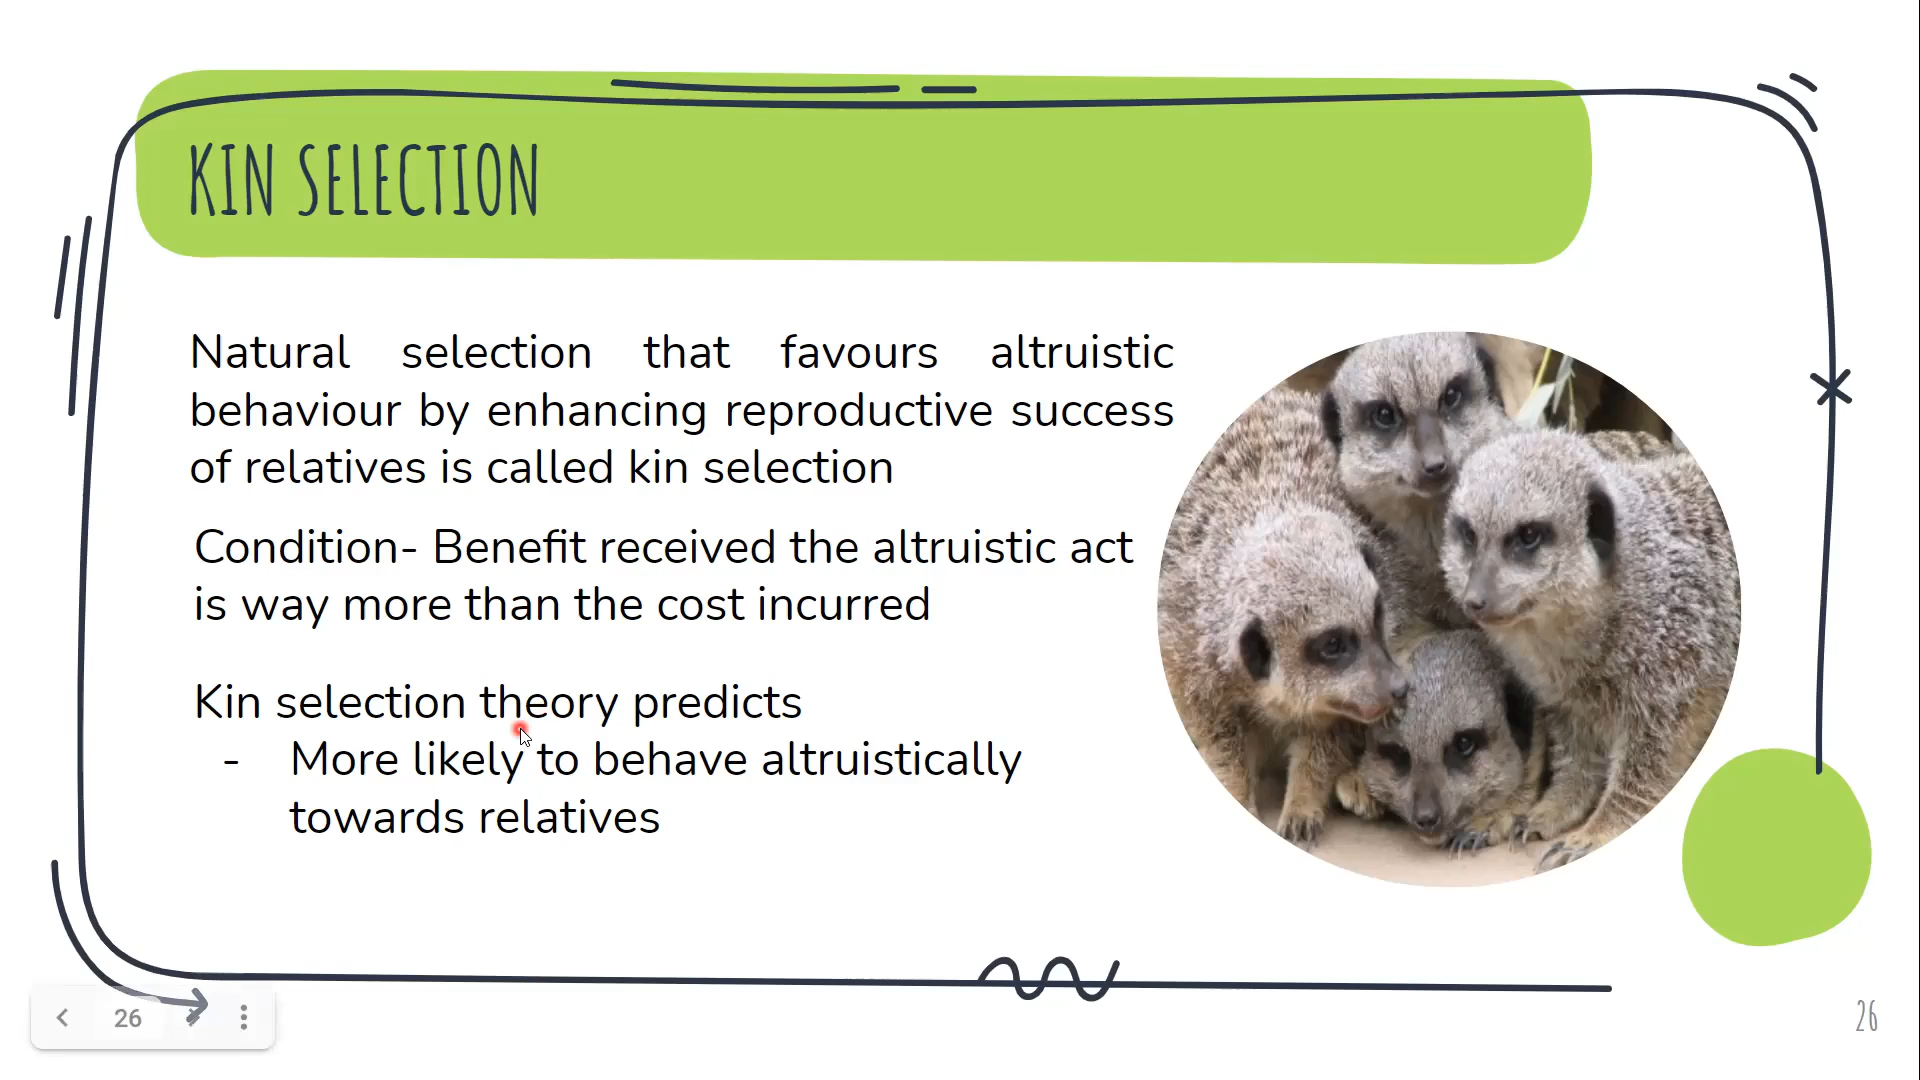 KIN SELECTION
Natural selection that favours altruistic
behaviour by enhancing reproductive success
of relatives is called kin selection
Condition- Benefit received the altruistic act
is way more than the cost incurred
Kin selection theory predicts
- More likely to behave altruistically
towards relatives
26
26